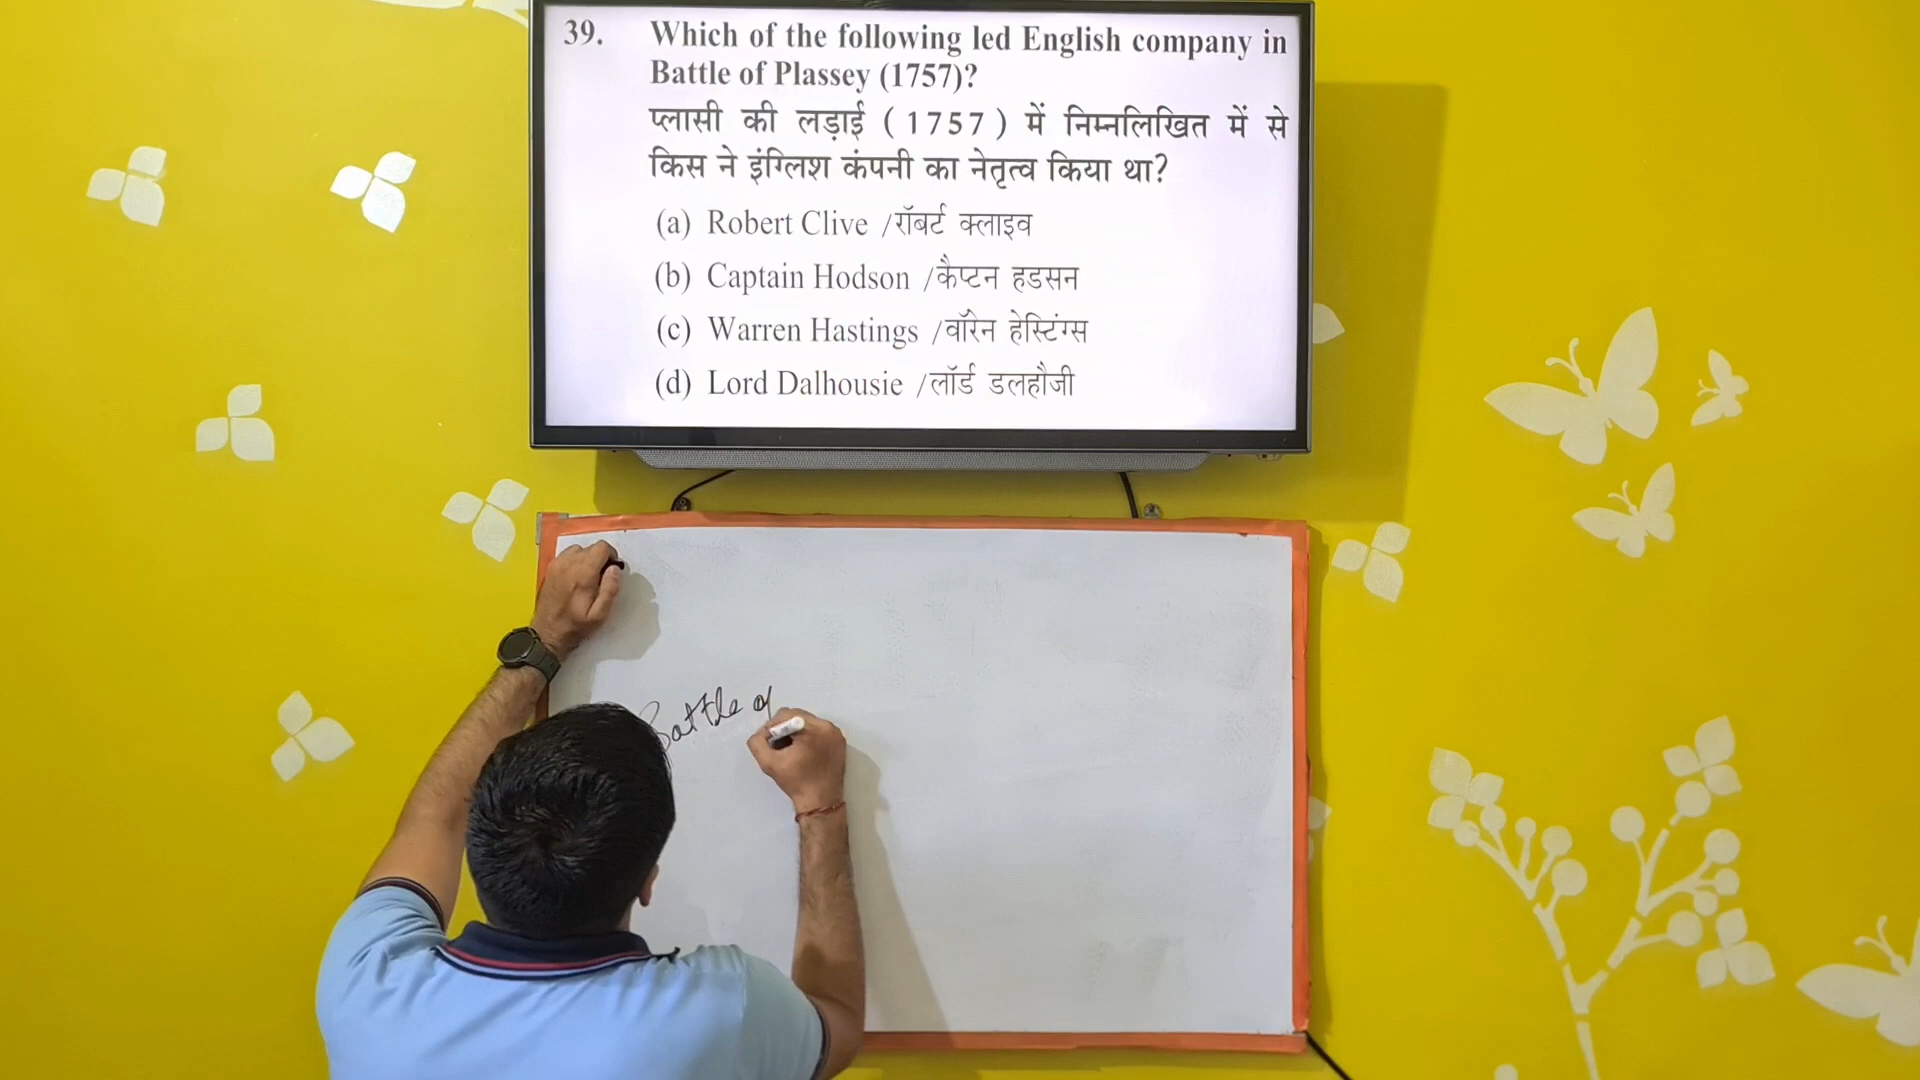 39. Which of the following led English company in
Battle of Plassey (1757)?
प्लासी की लड़ाई ( 1757 ) में निम्नलिखित में से
किस ने इंग्लिश कंपनी का नेतृत्व किया था?
(a) Robert Clive /रॉबर्ट क्लाइव
(b) Captain Hodson /कैप्टन हडसन
(c) Warren Hastings /वॉरेन हेस्टिंग्स
(d) Lord Dalhousie /लॉर्ड डलहौजी
Battle of